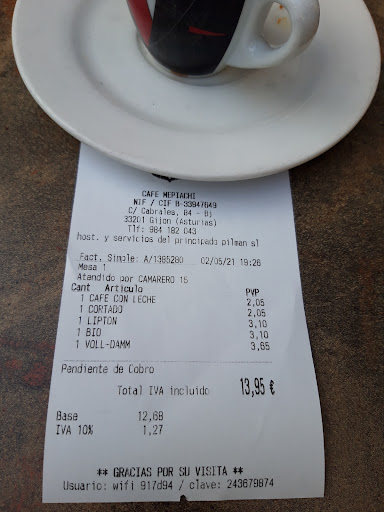 CAFE MEPIACHI
NIF / CIF B-33947649
C/ Cabrales, 84 - Bj
33201 Gijon (Asturias)
Tlf: 984 182 043
host. y servicios del principado pilman sl
Fact. Simple: A/1385280 02/05/21 19:26
Mesa 1
Atandido por CAMARERO 15
Cant Articulo PVP
1 CAFE CON LECHE 2,05
1 CORTADO 2,05
1 LIPTON 3,10
1 BIO 3,10
1 VOLL-DAMM 3,65
Pendiente de Cobro
Total IVA incluido 13,95 €
Base 12,68
IVA 10% 1,27
** GRACIAS POR SU VISITA **
Usuario: wifi 917d94 / clave: 243679874